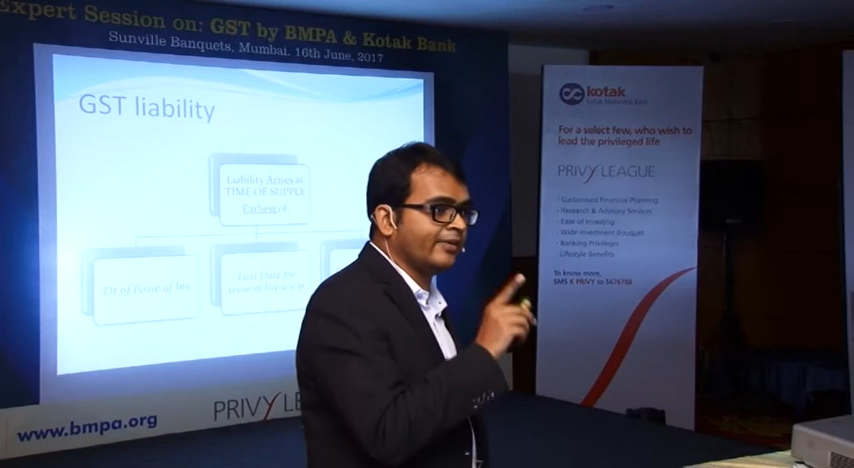 Expert Session on: GST by BMPA & Kotak Bank
Sunville Banquets, Mumbai. 16th June, 2017
GST liability
Liability Arises at
TIME OF SUPPLY
Earliest of
Dt of Issue of Inv
Last Date for
issue of
www.bmpa.org
PRIVY LE
kotak
Kotak Mahindra Bank
For a select few, who wish to
lead the privileged life
PRIVY LEAGUE
• Customised Financial Planning
• Research & Advisory Services
• Ease of Investing
• Wide Investment Bouquet
• Banking Privileges
• Lifestyle Benefits
To know more,
SMS K PRIVY to 5676788